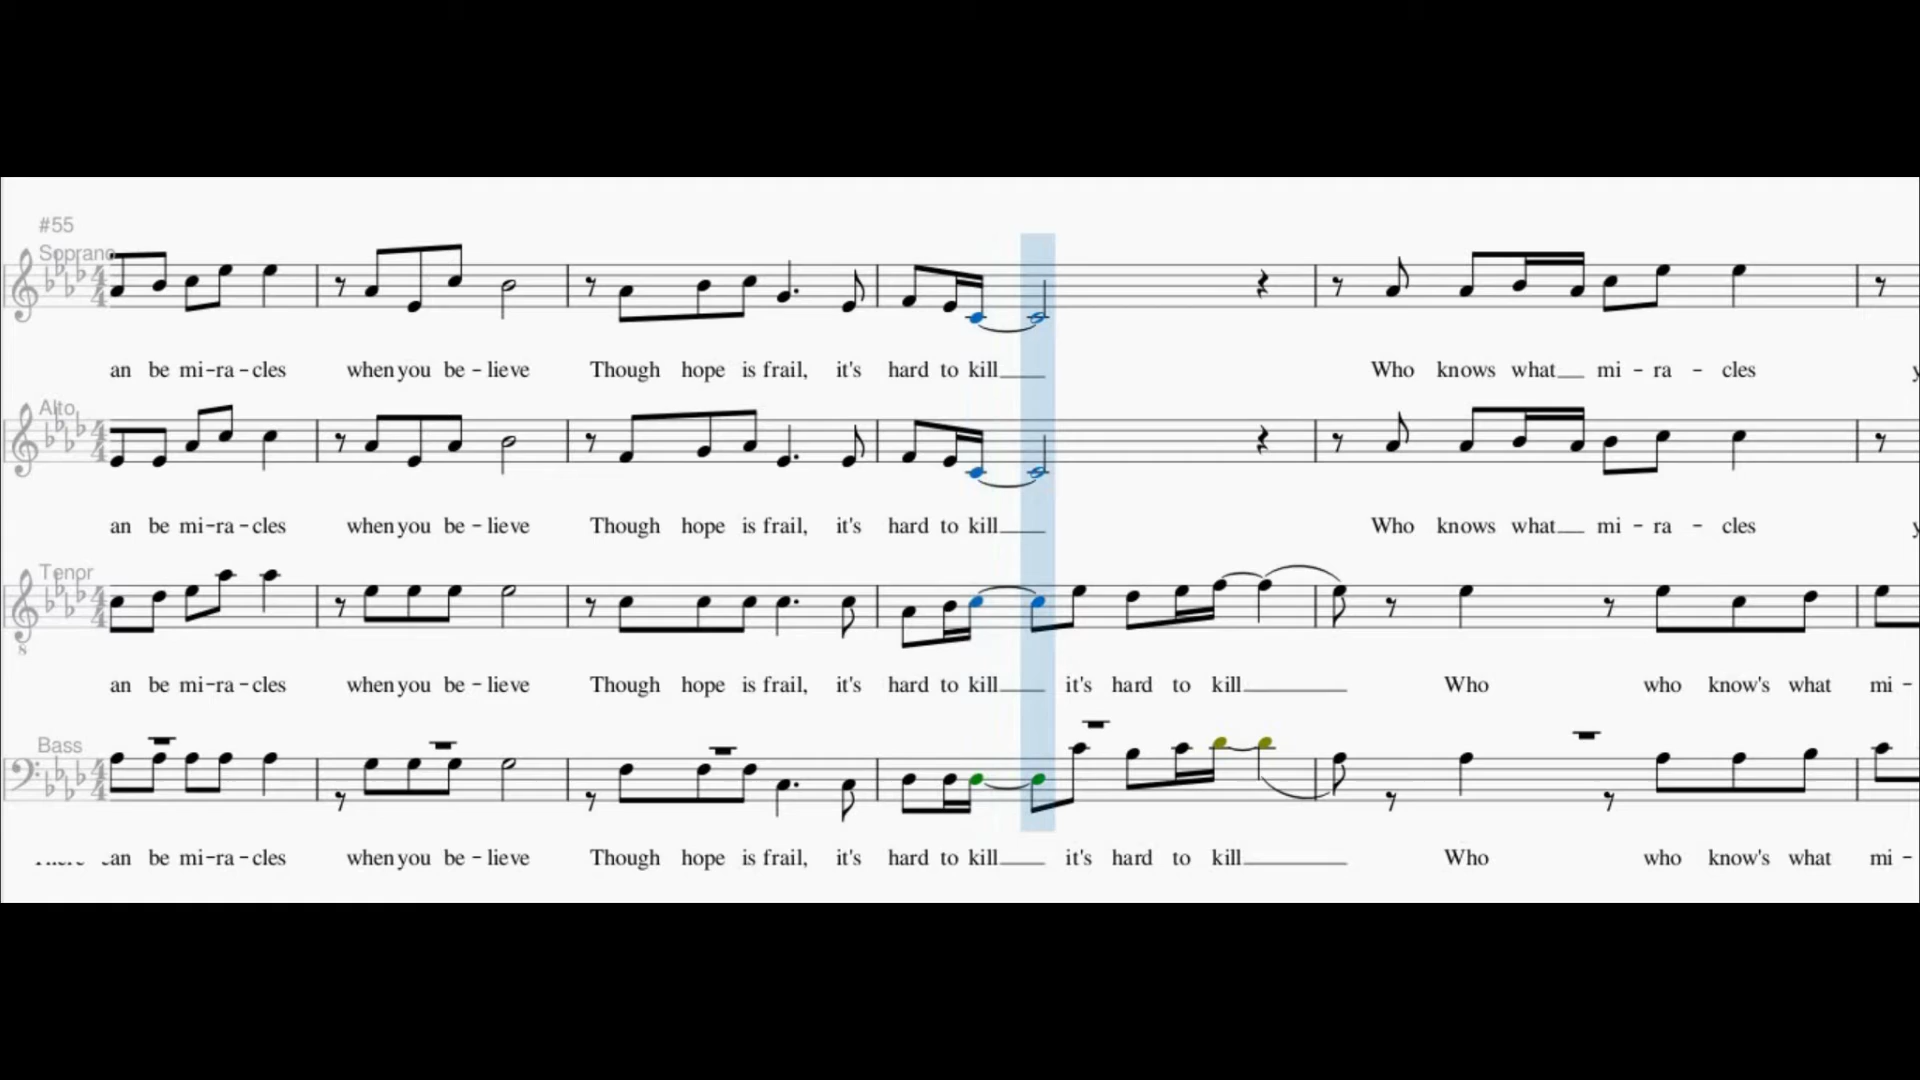 #55
Soprano
an be mi-ra-cles when you be-lieve Though hope is frail, it's hard to kill Who knows what mi-ra-cles
Alto
an be mi-ra-cles when you be-lieve Though hope is frail, it's hard to kill Who knows what mi-ra-cles
Tenor
8
an be mi-ra-cles when you be-lieve Though hope is frail, it's hard to kill it's hard to kill Who who know's what mi-
Bass
an be mi-ra-cles when you be-lieve Though hope is frail, it's hard to kill it's hard to kill Who who know's what mi-